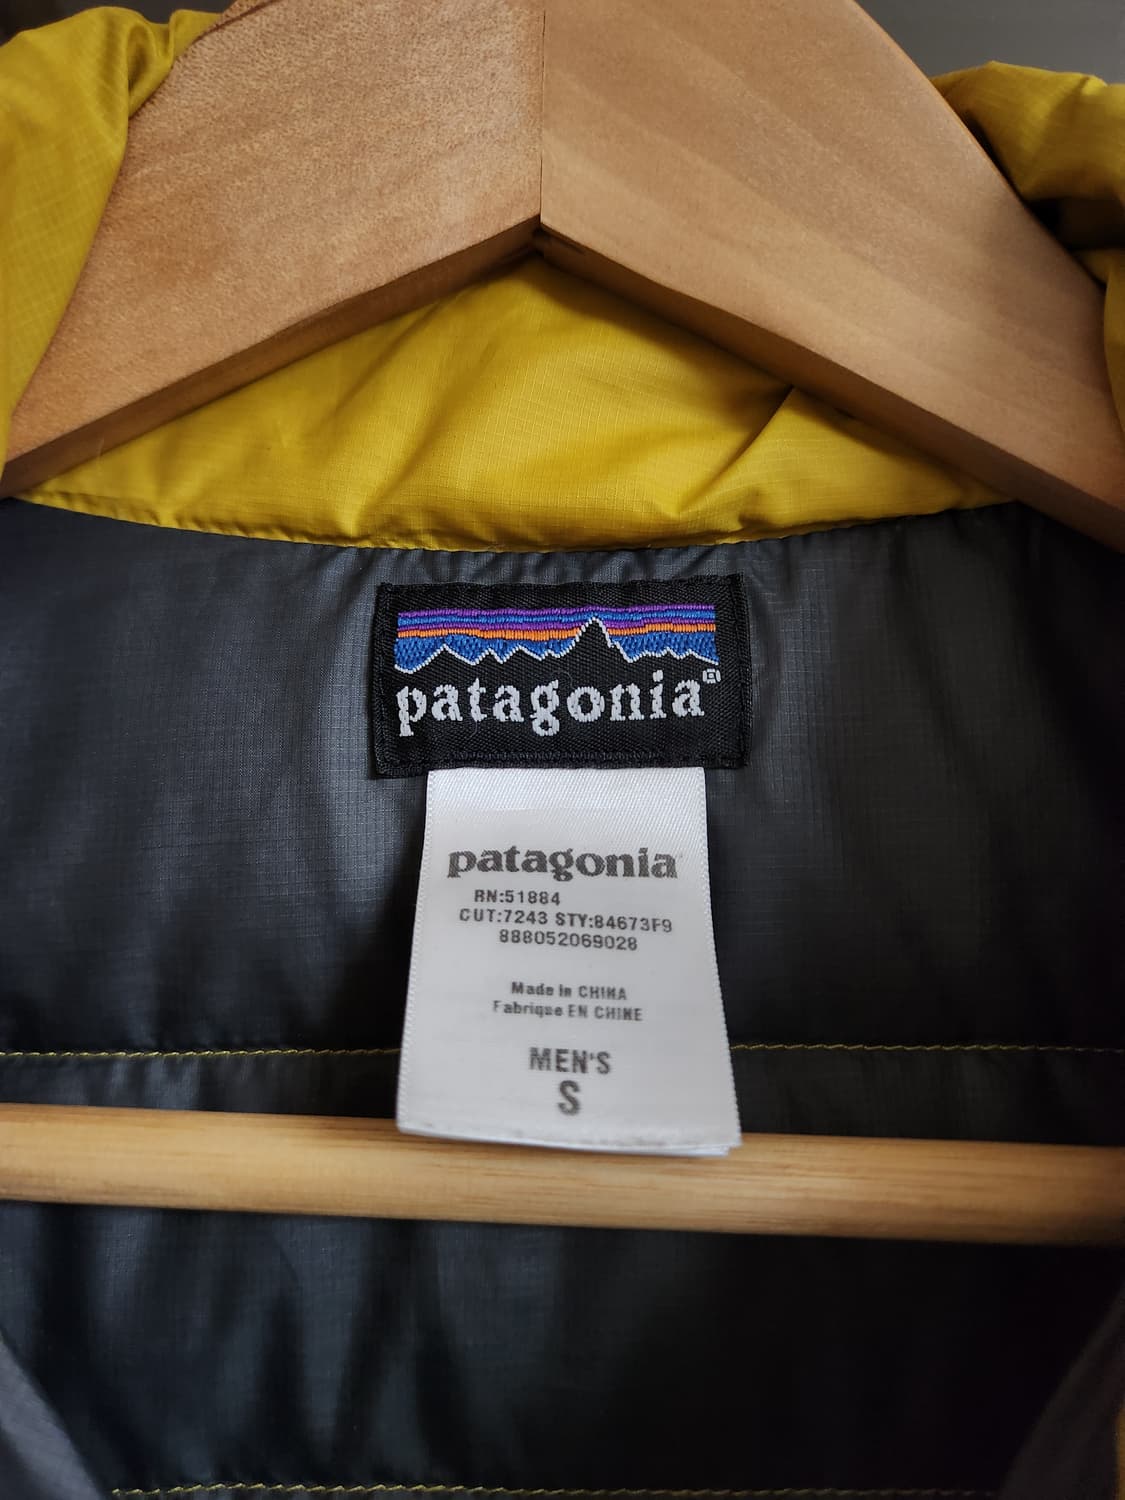 patagonia®
patagonia
RN:51884
CUT:7243 STY:84673F9
888052069028
Made in CHINA
Fabrique EN CHINE
MEN'S
S